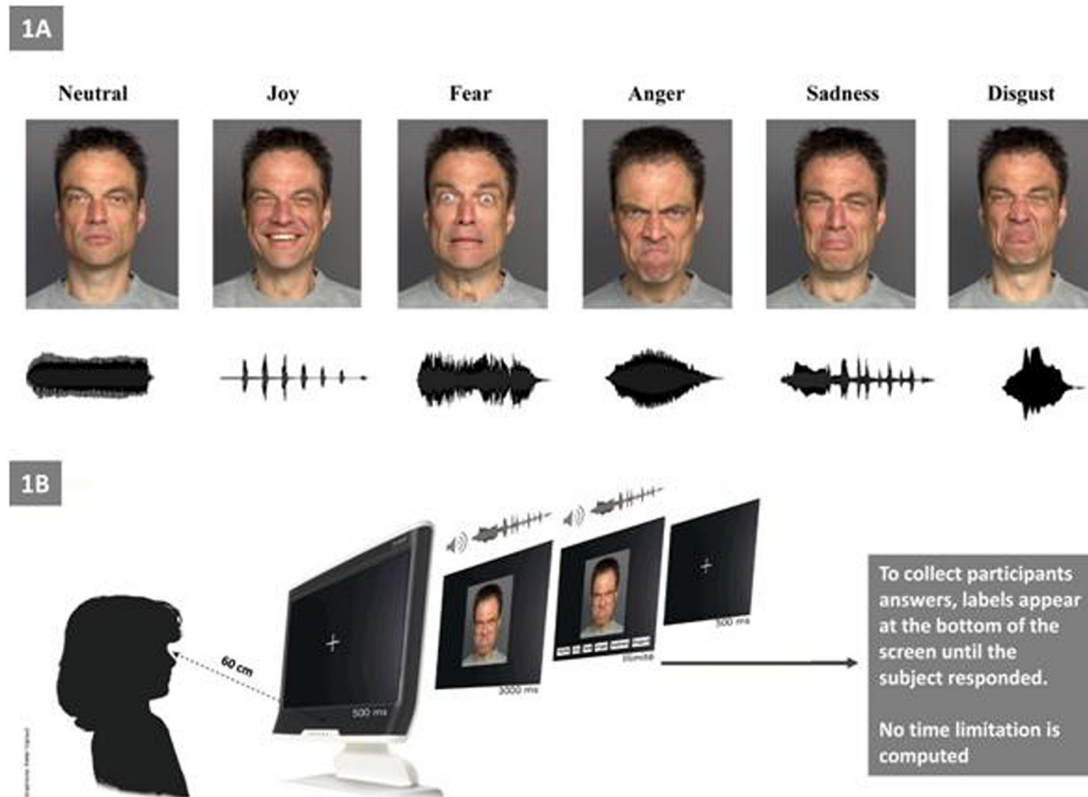 1A
Neutral Joy Fear Anger Sadness Disgust
1B
60 cm
500 ms
3000 ms
illimité
500 ms
To collect participants
answers, labels appear
at the bottom of the
screen until the
subject responded.
No time limitation is
computed